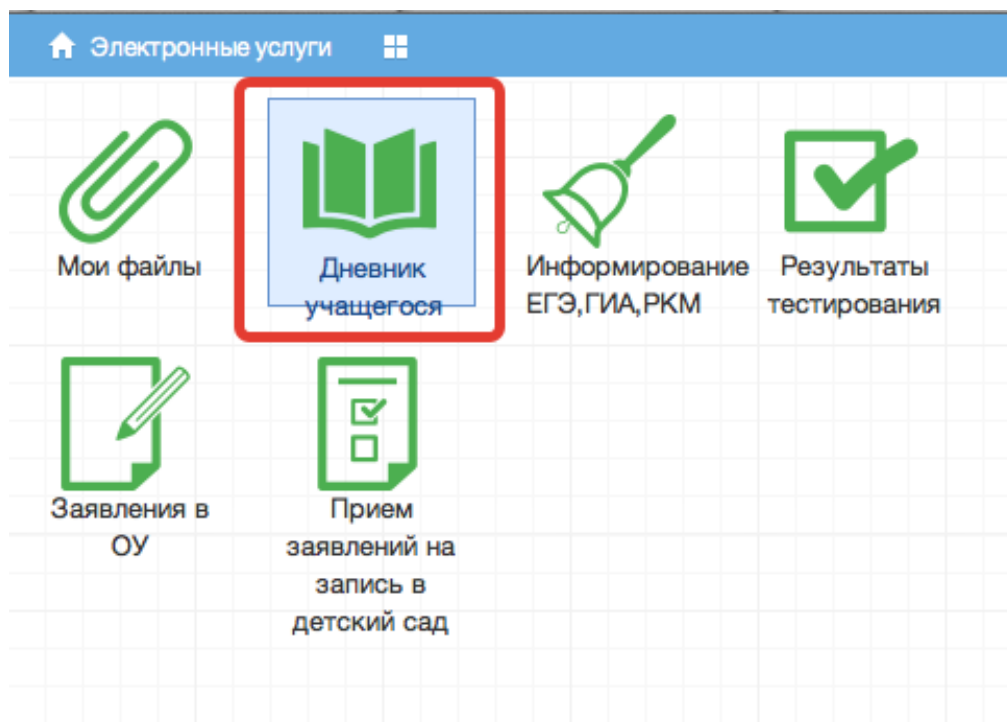 Электронные услуги
Мои файлы
Дневник
учащегося
Информирование
ЕГЭ,ГИА,РКМ
Результаты
тестирования
Заявления в
ОУ
Прием
заявлений на
запись в
детский сад